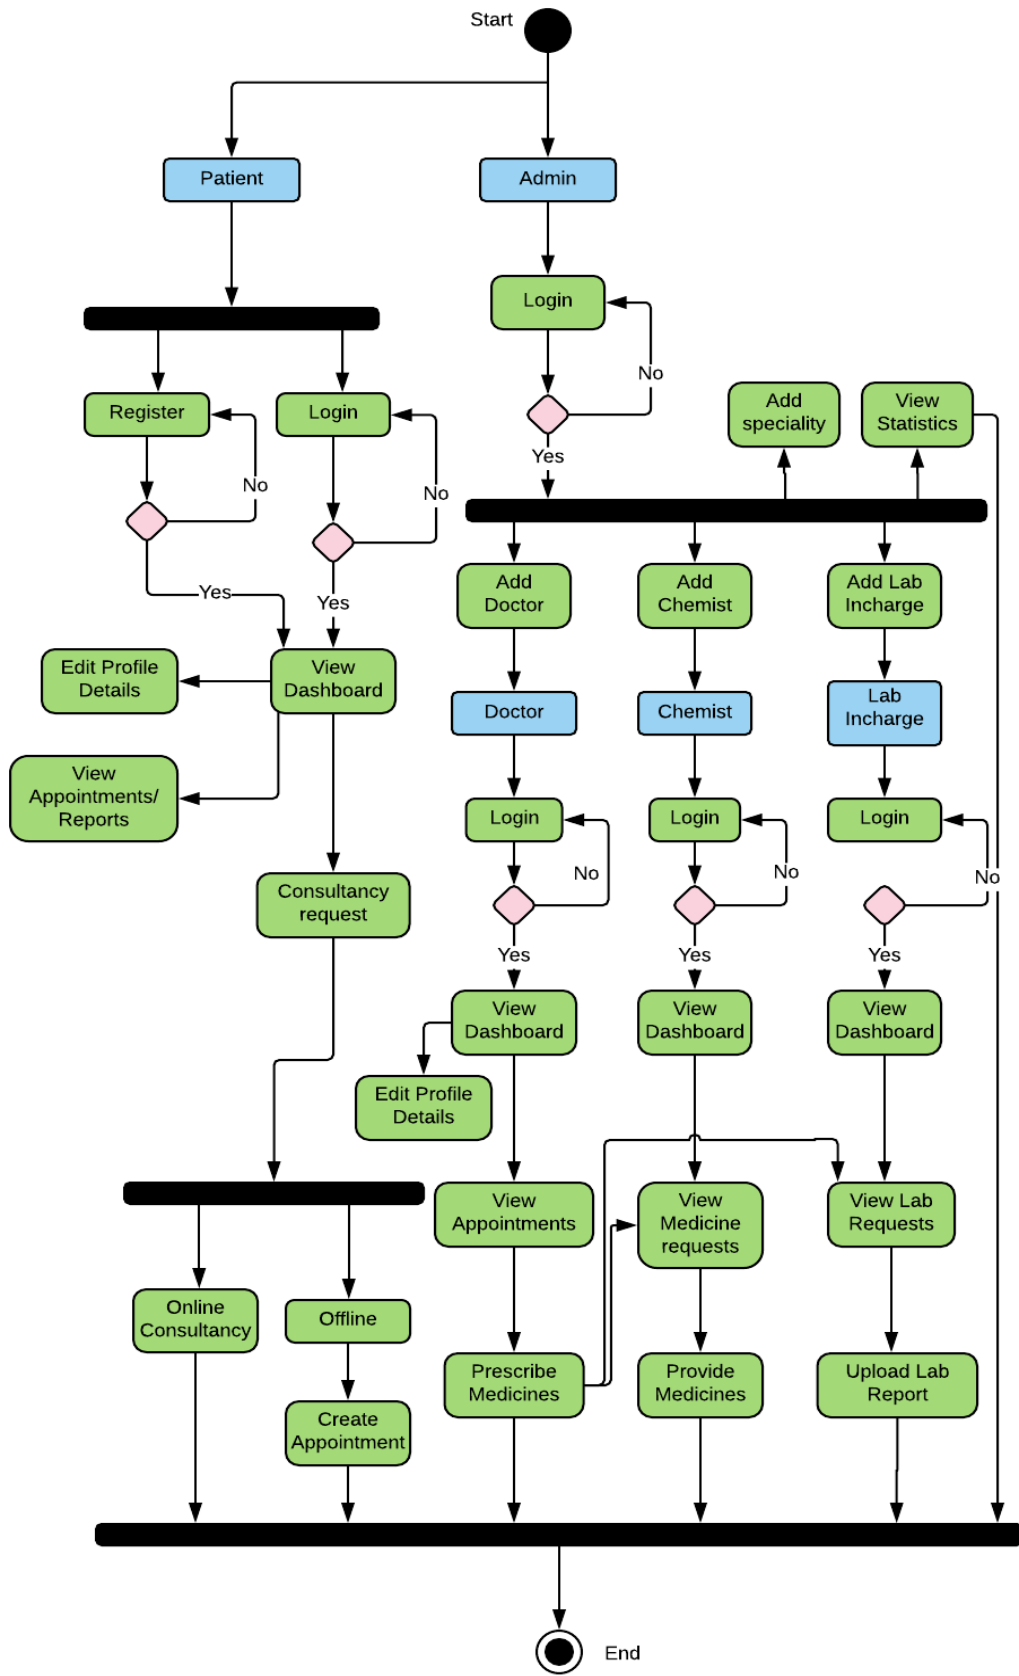 Start
Patient
Admin
Login
No
Register
Login
Add
speciality
View
Statistics
Yes
No
No
Add
Doctor
Add
Chemist
Add Lab
Incharge
Yes
Yes
Edit Profile
Details
View
Dashboard
Doctor
Chemist
Lab
Incharge
View
Appointments/
Reports
Login
Login
Login
No
No
No
Consultancy
request
Yes
Yes
Yes
View
Dashboard
View
Dashboard
View
Dashboard
Edit Profile
Details
View
Appointments
View
Medicine
requests
View Lab
Requests
Online
Consultancy
Offline
Prescribe
Medicines
Provide
Medicines
Upload Lab
Report
Create
Appointment
End